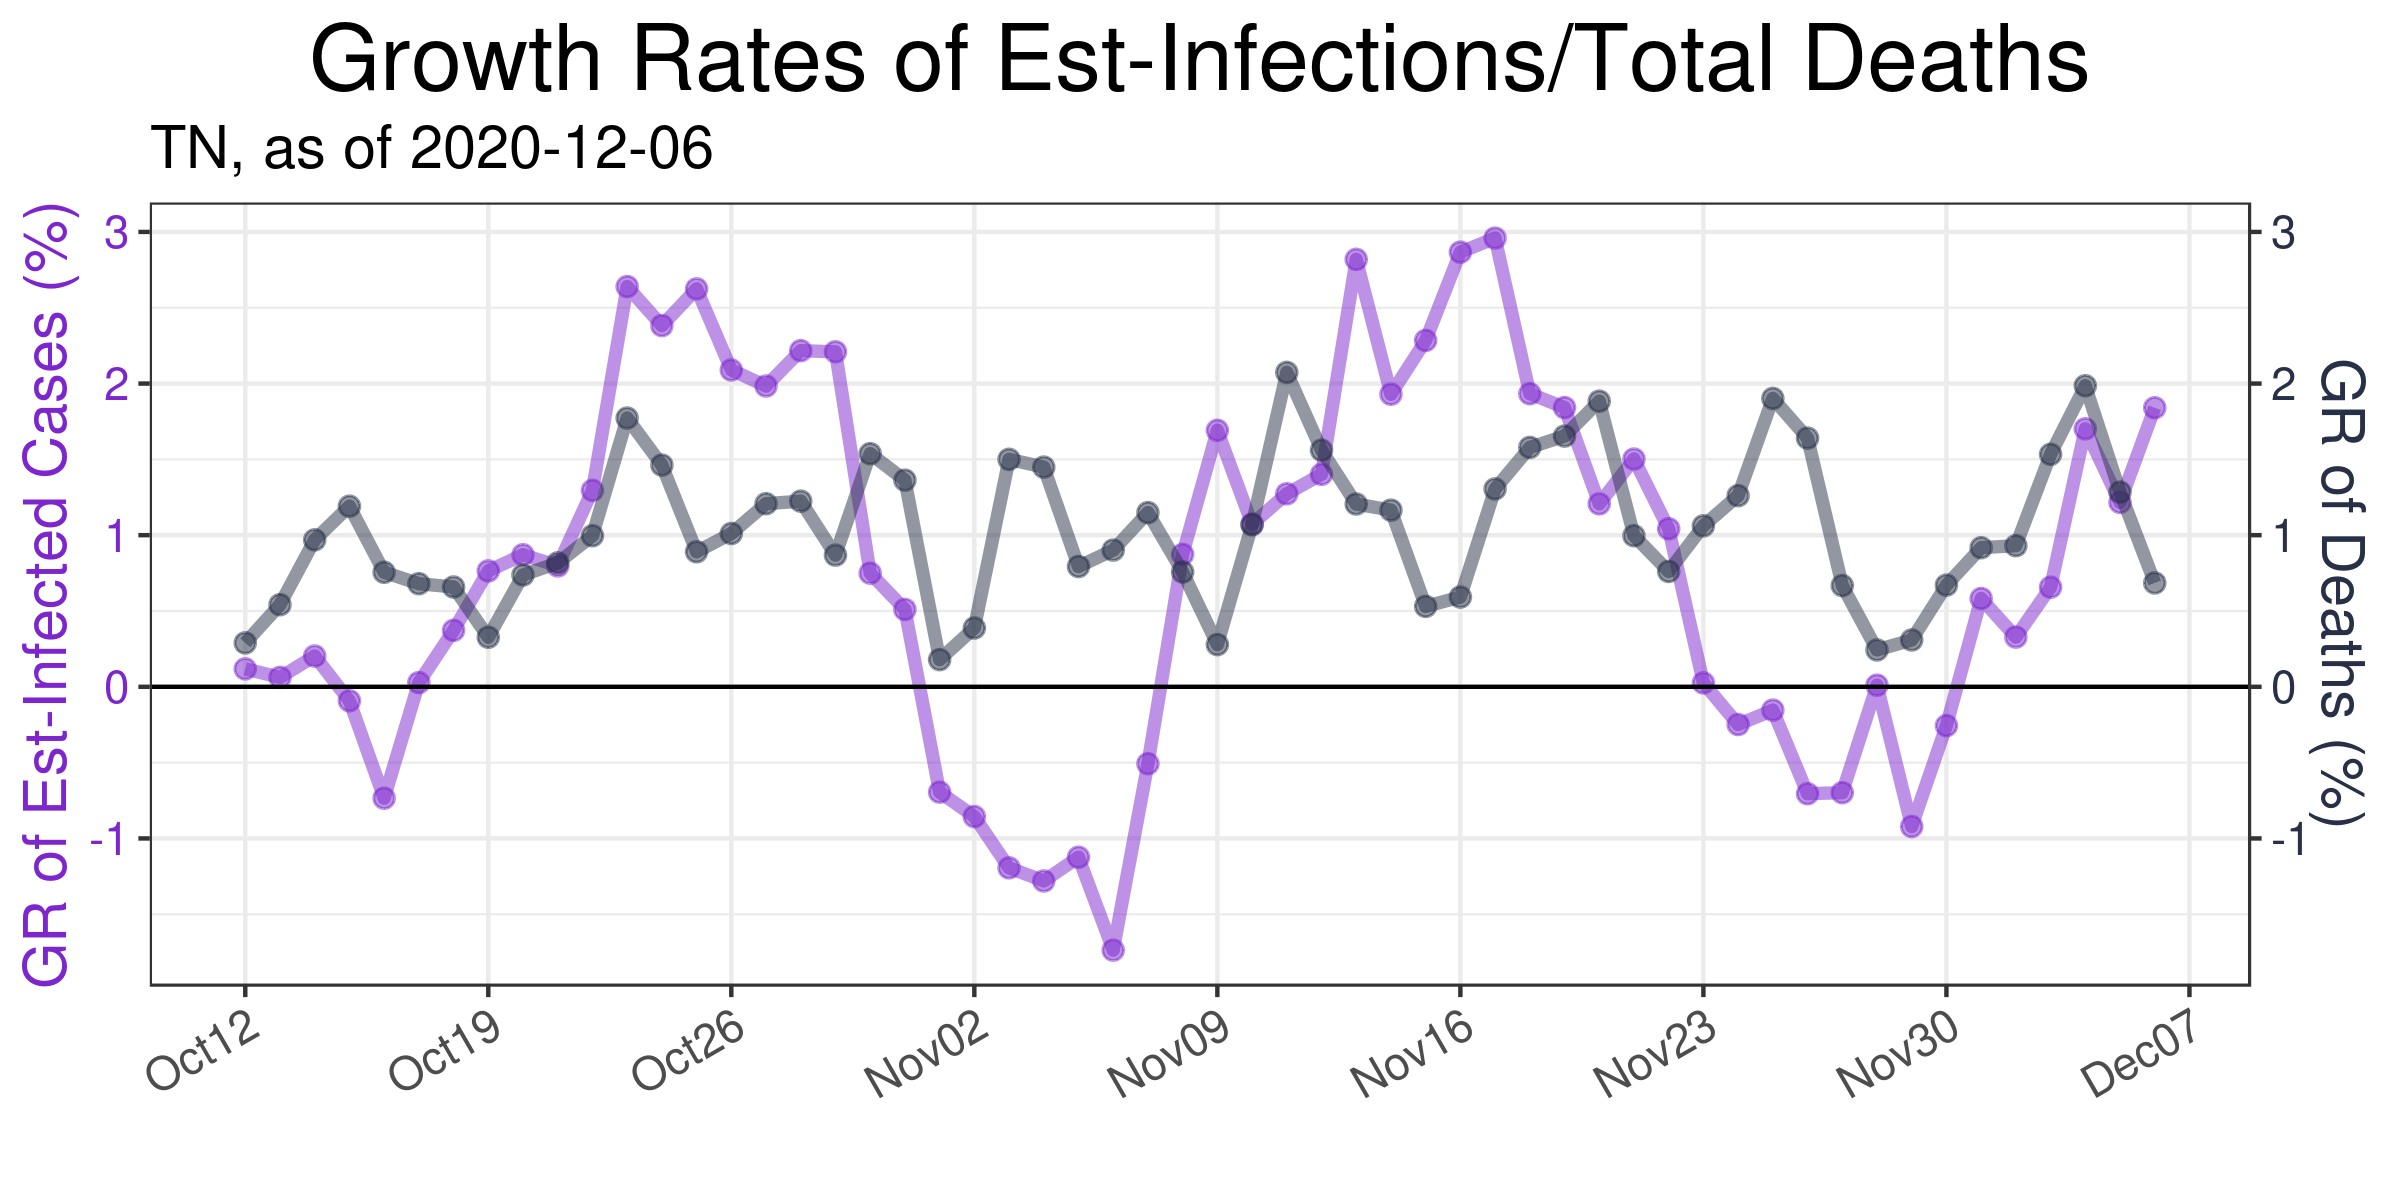 Growth Rates of Est-Infections/Total Deaths
TN, as of 2020-12-06
GR of Est-Infected Cases (%)
3
2
1
0
-1
3
2
1
0
-1
GR of Deaths (%)
Oct12
Oct19
Oct26
Nov02
Nov09
Nov16
Nov23
Nov30
Dec07